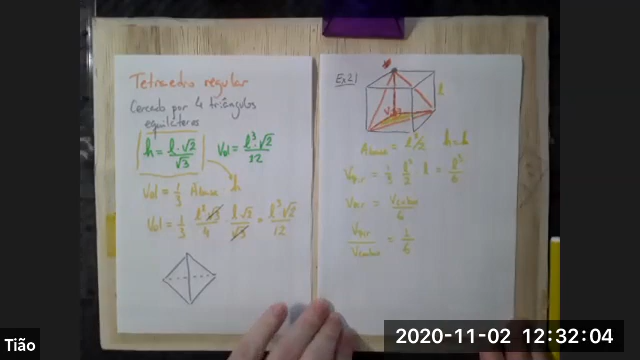 Tetraedro regular
Cercado por 4 triângulos
equiláteros
h = l·√2/√3
Vol = l³·√2/12
Vol = 1/3 · Abase · h
Vol = 1/3 · l²√3/4 · l√2/√3 = l³√2/12
Ex21
l
Abase = l²/2
Vpir = 1/3 · l²/2 · l = l³/6
Vpir = Vcubo/6
Vpir/Vcubo = 1/6
Tião
2020-11-02 12:32:04